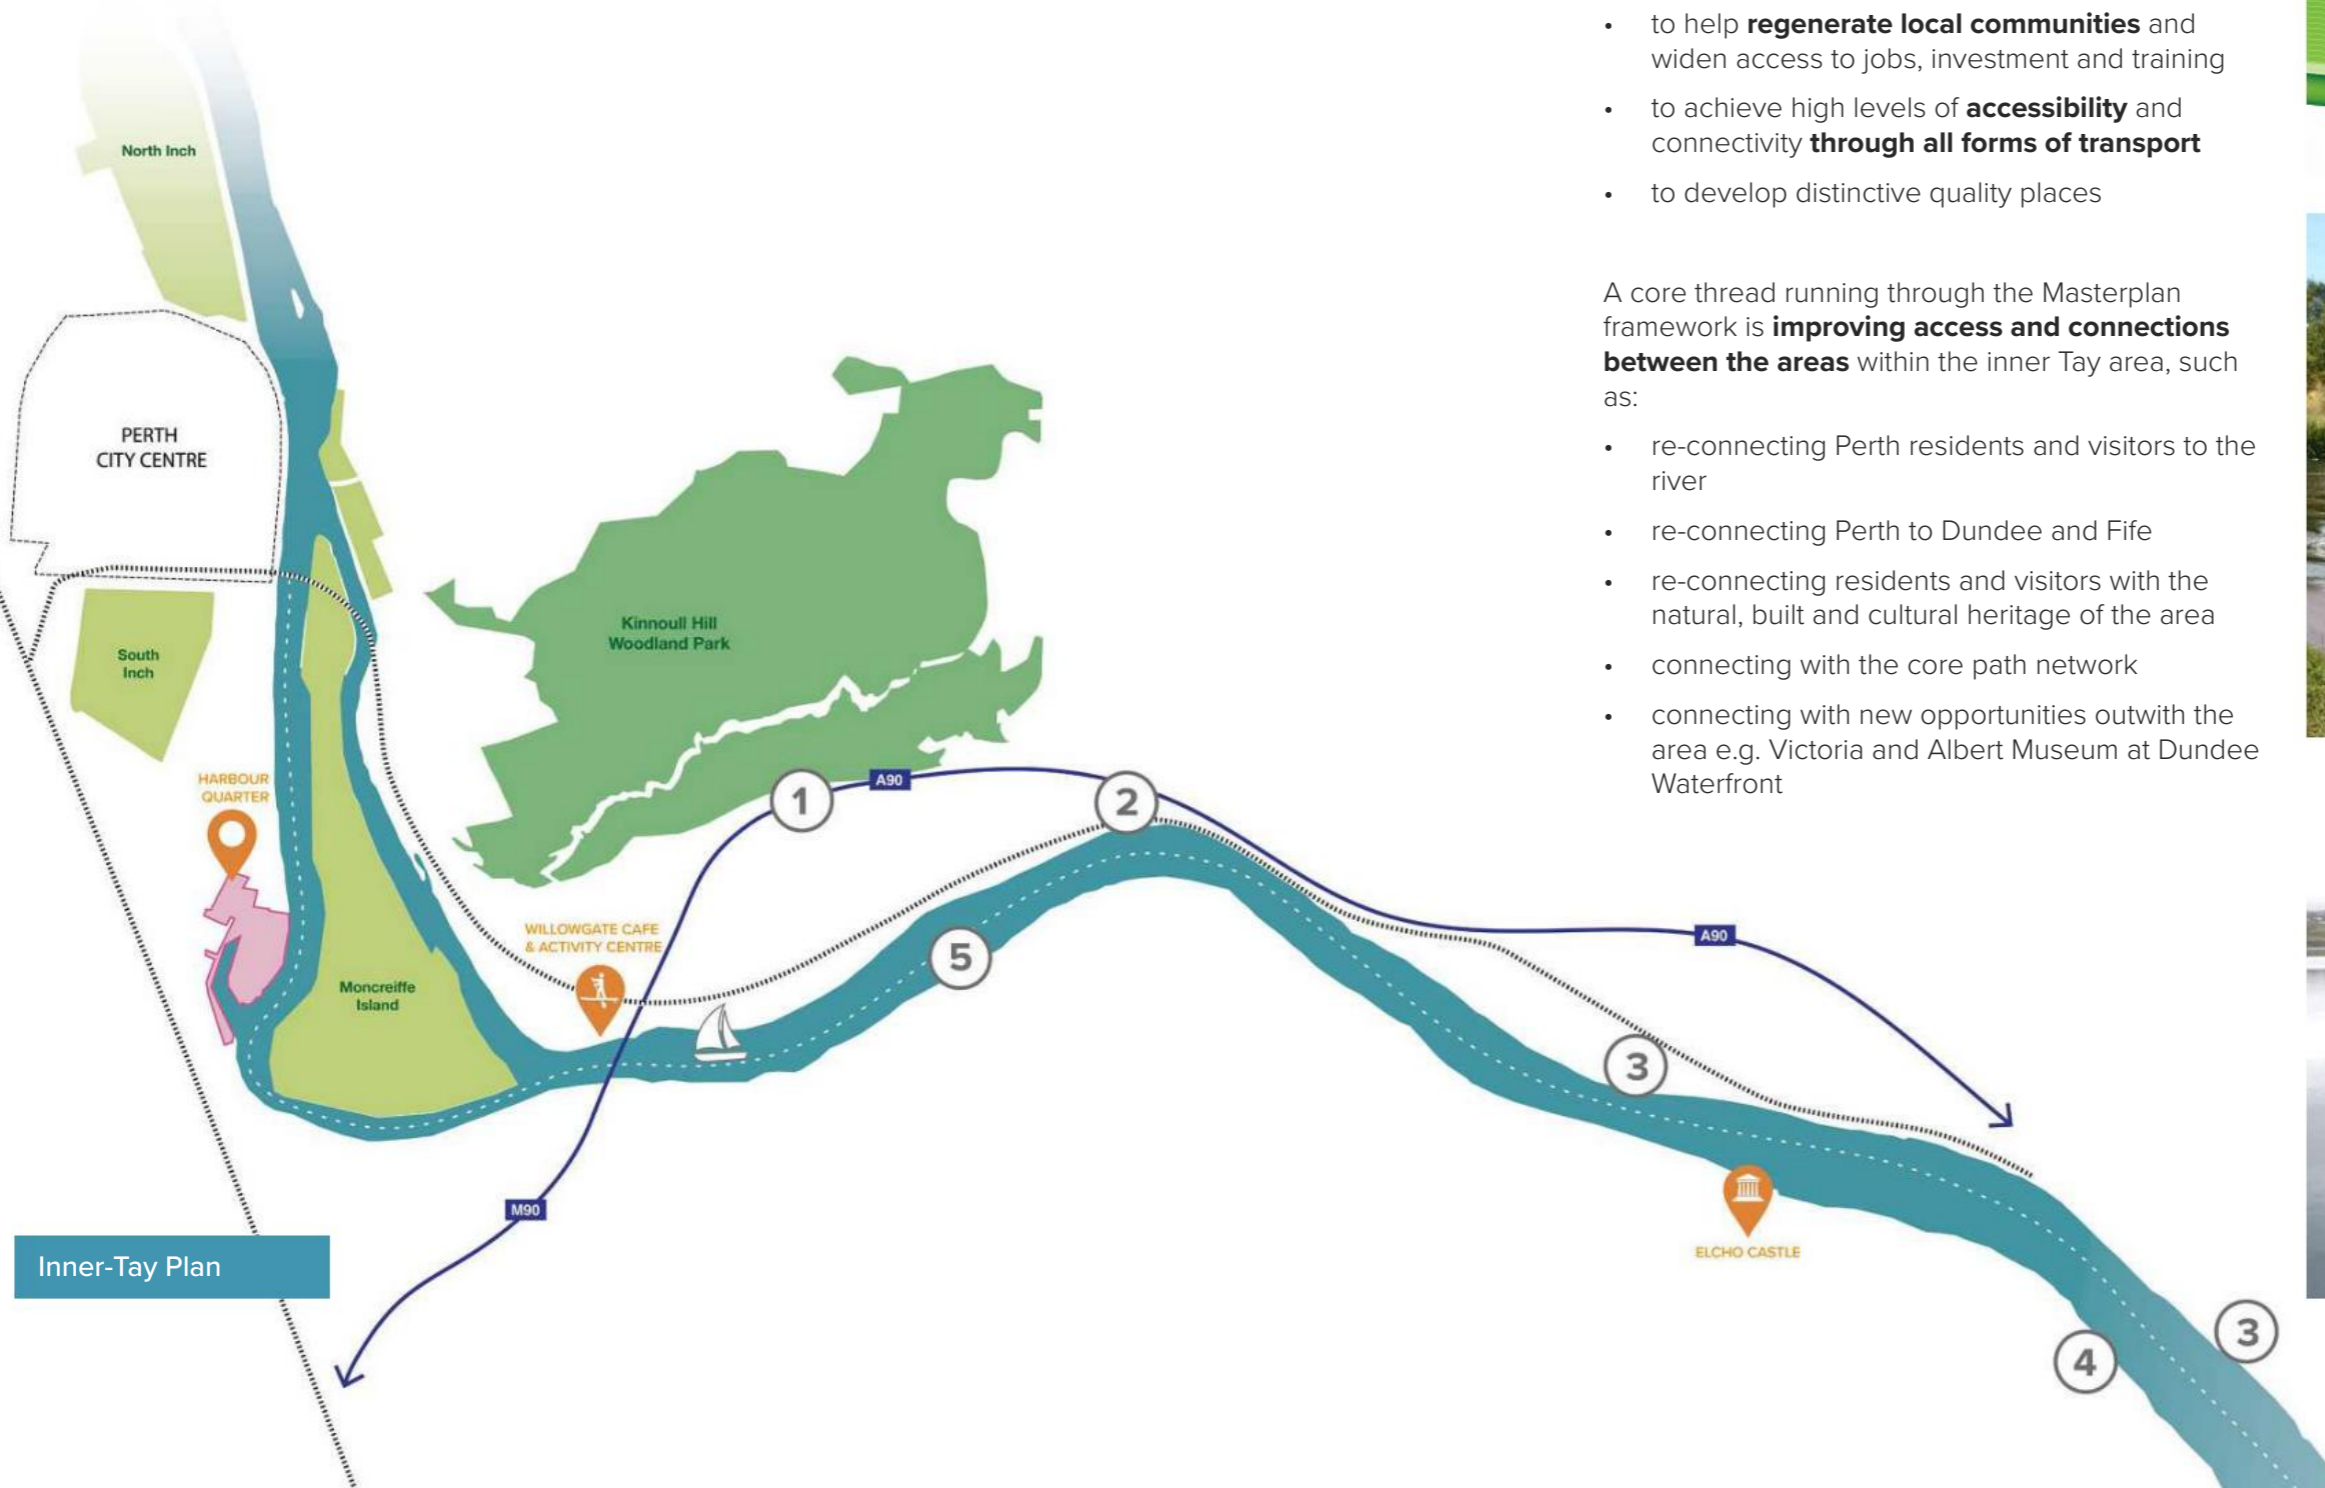 North Inch
PERTH
CITY CENTRE
South
Inch
HARBOUR
QUARTER
Moncreiffe
Island
Kinnoull Hill
Woodland Park
WILLOWGATE CAFE
& ACTIVITY CENTRE
1
A90
2
5
A90
3
M90
ELCHO CASTLE
3
4
Inner-Tay Plan
• to help regenerate local communities and
widen access to jobs, investment and training
• to achieve high levels of accessibility and
connectivity through all forms of transport
• to develop distinctive quality places
A core thread running through the Masterplan
framework is improving access and connections
between the areas within the inner Tay area, such
as:
• re-connecting Perth residents and visitors to the
river
• re-connecting Perth to Dundee and Fife
• re-connecting residents and visitors with the
natural, built and cultural heritage of the area
• connecting with the core path network
• connecting with new opportunities outwith the
area e.g. Victoria and Albert Museum at Dundee
Waterfront